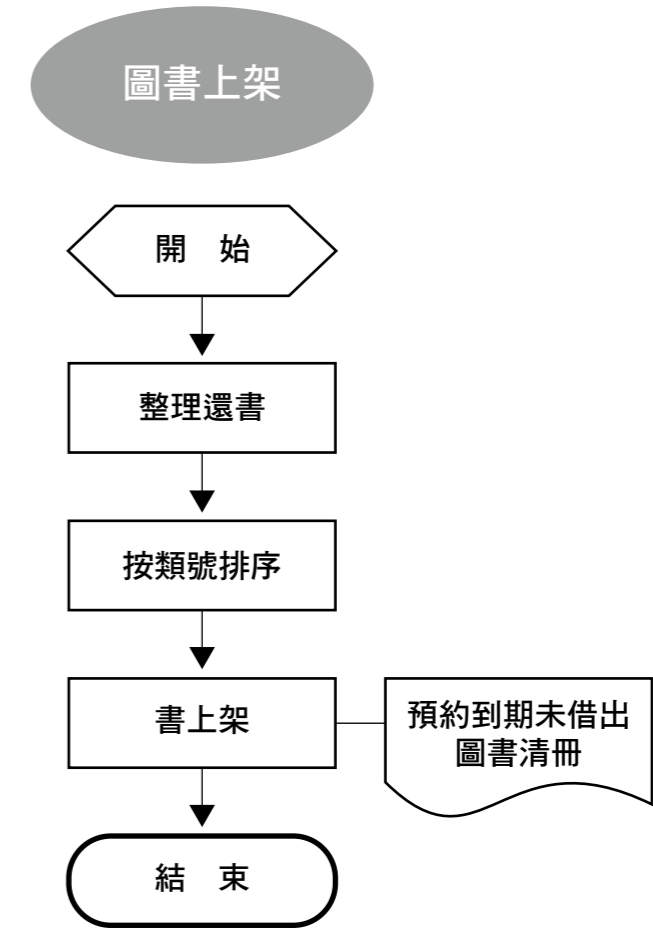 圖書上架
開　始
整理還書
按類號排序
書上架
預約到期未借出
圖書清冊
結　束